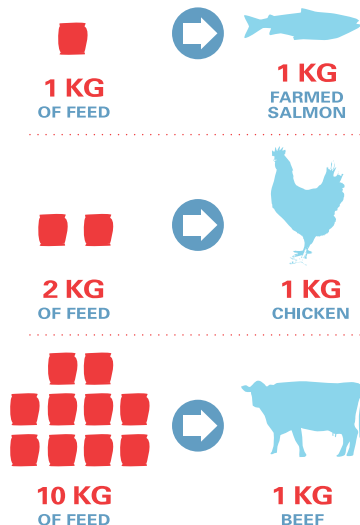 1 KG
OF FEED
1 KG
FARMED
SALMON
2 KG
OF FEED
1 KG
CHICKEN
10 KG
OF FEED
1 KG
BEEF